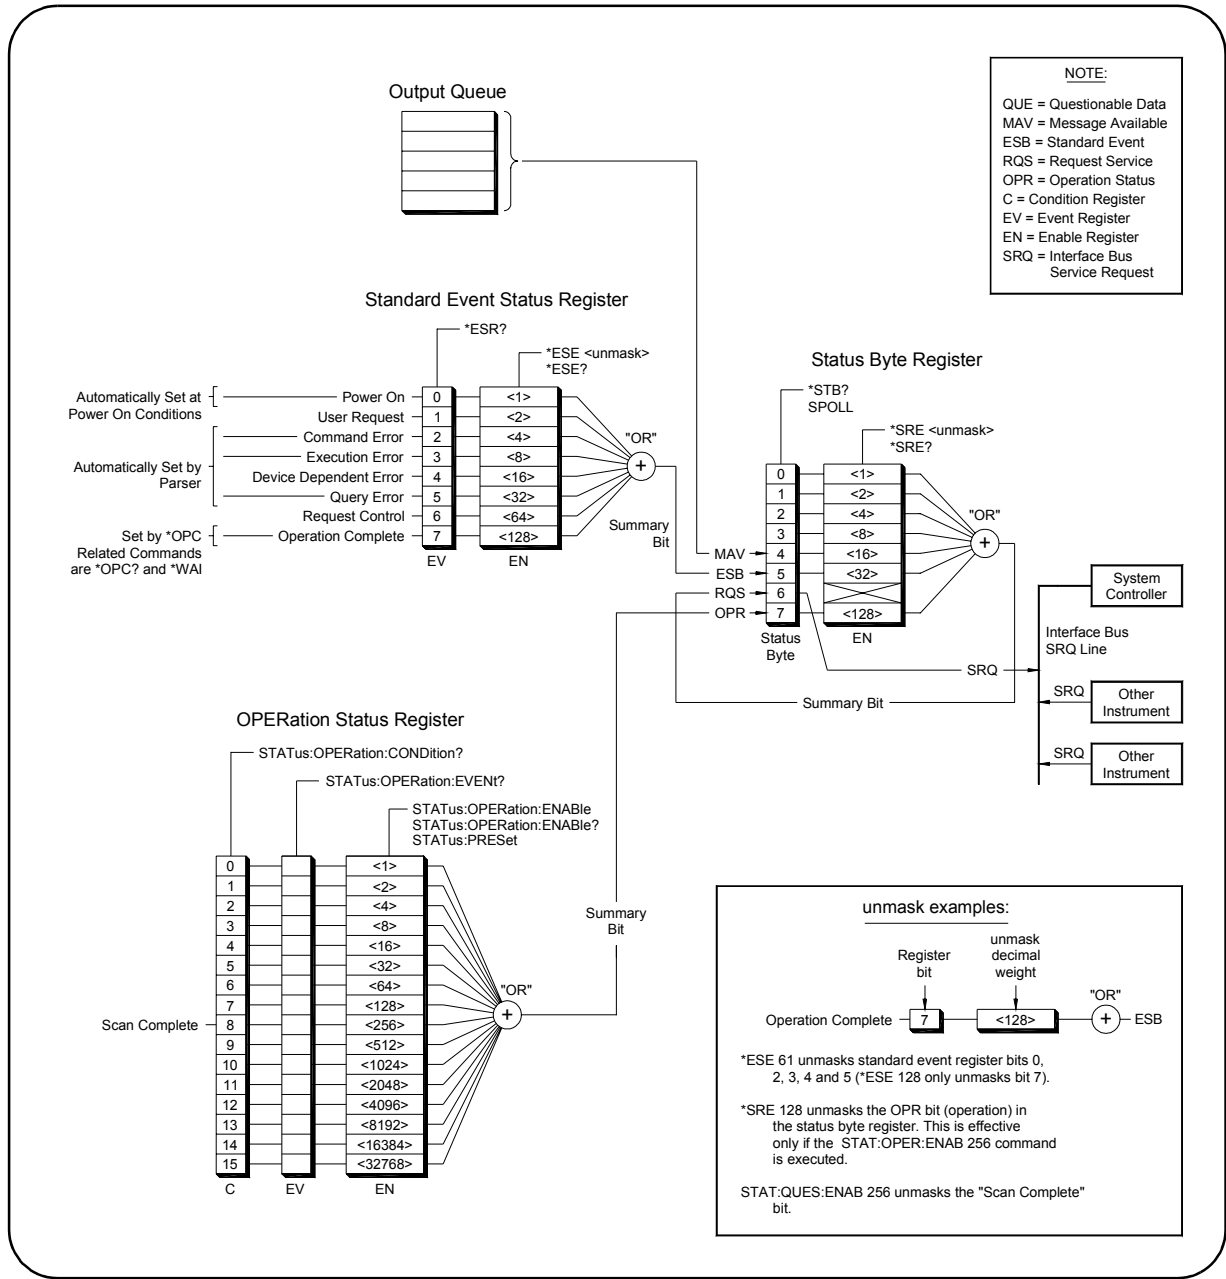 Output Queue
NOTE:
QUE = Questionable Data
MAV = Message Available
ESB = Standard Event
RQS = Request Service
OPR = Operation Status
C = Condition Register
EV = Event Register
EN = Enable Register
SRQ = Interface Bus
Service Request
Standard Event Status Register
*ESR?
*ESE <unmask>
*ESE?
Automatically Set at
Power On Conditions
Automatically Set by
Parser
Set by *OPC
Related Commands
are *OPC? and *WAI
Power On 0 <1>
User Request 1 <2>
Command Error 2 <4>
Execution Error 3 <8>
Device Dependent Error 4 <16>
Query Error 5 <32>
Request Control 6 <64>
Operation Complete 7 <128>
EV EN
"OR"
+
Summary
Bit
Status Byte Register
*STB?
SPOLL
*SRE <unmask>
*SRE?
0 <1>
1 <2>
2 <4>
3 <8>
MAV 4 <16>
ESB 5 <32>
RQS 6
OPR 7 <128>
Status
Byte
EN
"OR"
+
Summary Bit
SRQ
Interface Bus
SRQ Line
System
Controller
SRQ
Other
Instrument
SRQ
Other
Instrument
OPERation Status Register
STATus:OPERation:CONDition?
STATus:OPERation:EVENt?
STATus:OPERation:ENABle
STATus:OPERation:ENABle?
STATus:PRESet
0 <1>
1 <2>
2 <4>
3 <8>
4 <16>
5 <32>
6 <64>
7 <128>
Scan Complete 8 <256>
9 <512>
10 <1024>
11 <2048>
12 <4096>
13 <8192>
14 <16384>
15 <32768>
C EV EN
"OR"
+
Summary
Bit
unmask examples:
Register
bit
unmask
decimal
weight
"OR"
Operation Complete 7 <128> + ESB
*ESE 61 unmasks standard event register bits 0,
2, 3, 4 and 5 (*ESE 128 only unmasks bit 7).
*SRE 128 unmasks the OPR bit (operation) in
the status byte register. This is effective
only if the STAT:OPER:ENAB 256 command
is executed.
STAT:QUES:ENAB 256 unmasks the "Scan Complete"
bit.